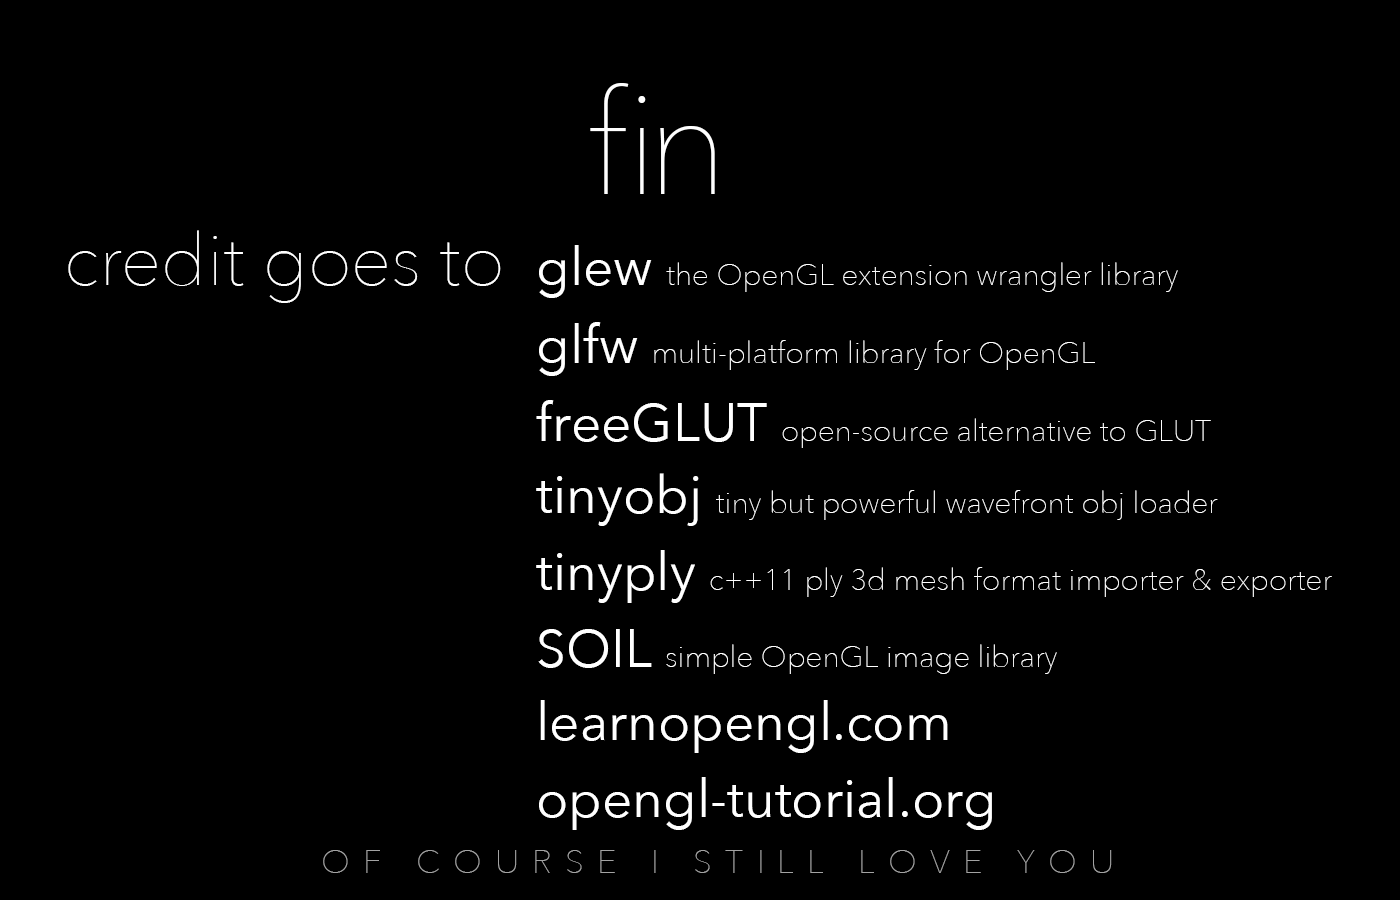 fin
credit goes to glew the OpenGL extension wrangler library
glfw multi-platform library for OpenGL
freeGLUT open-source alternative to GLUT
tinyobj tiny but powerful wavefront obj loader
tinyply c++11 ply 3d mesh format importer & exporter
SOIL simple OpenGL image library
learnopengl.com
opengl-tutorial.org
OF COURSE I STILL LOVE YOU